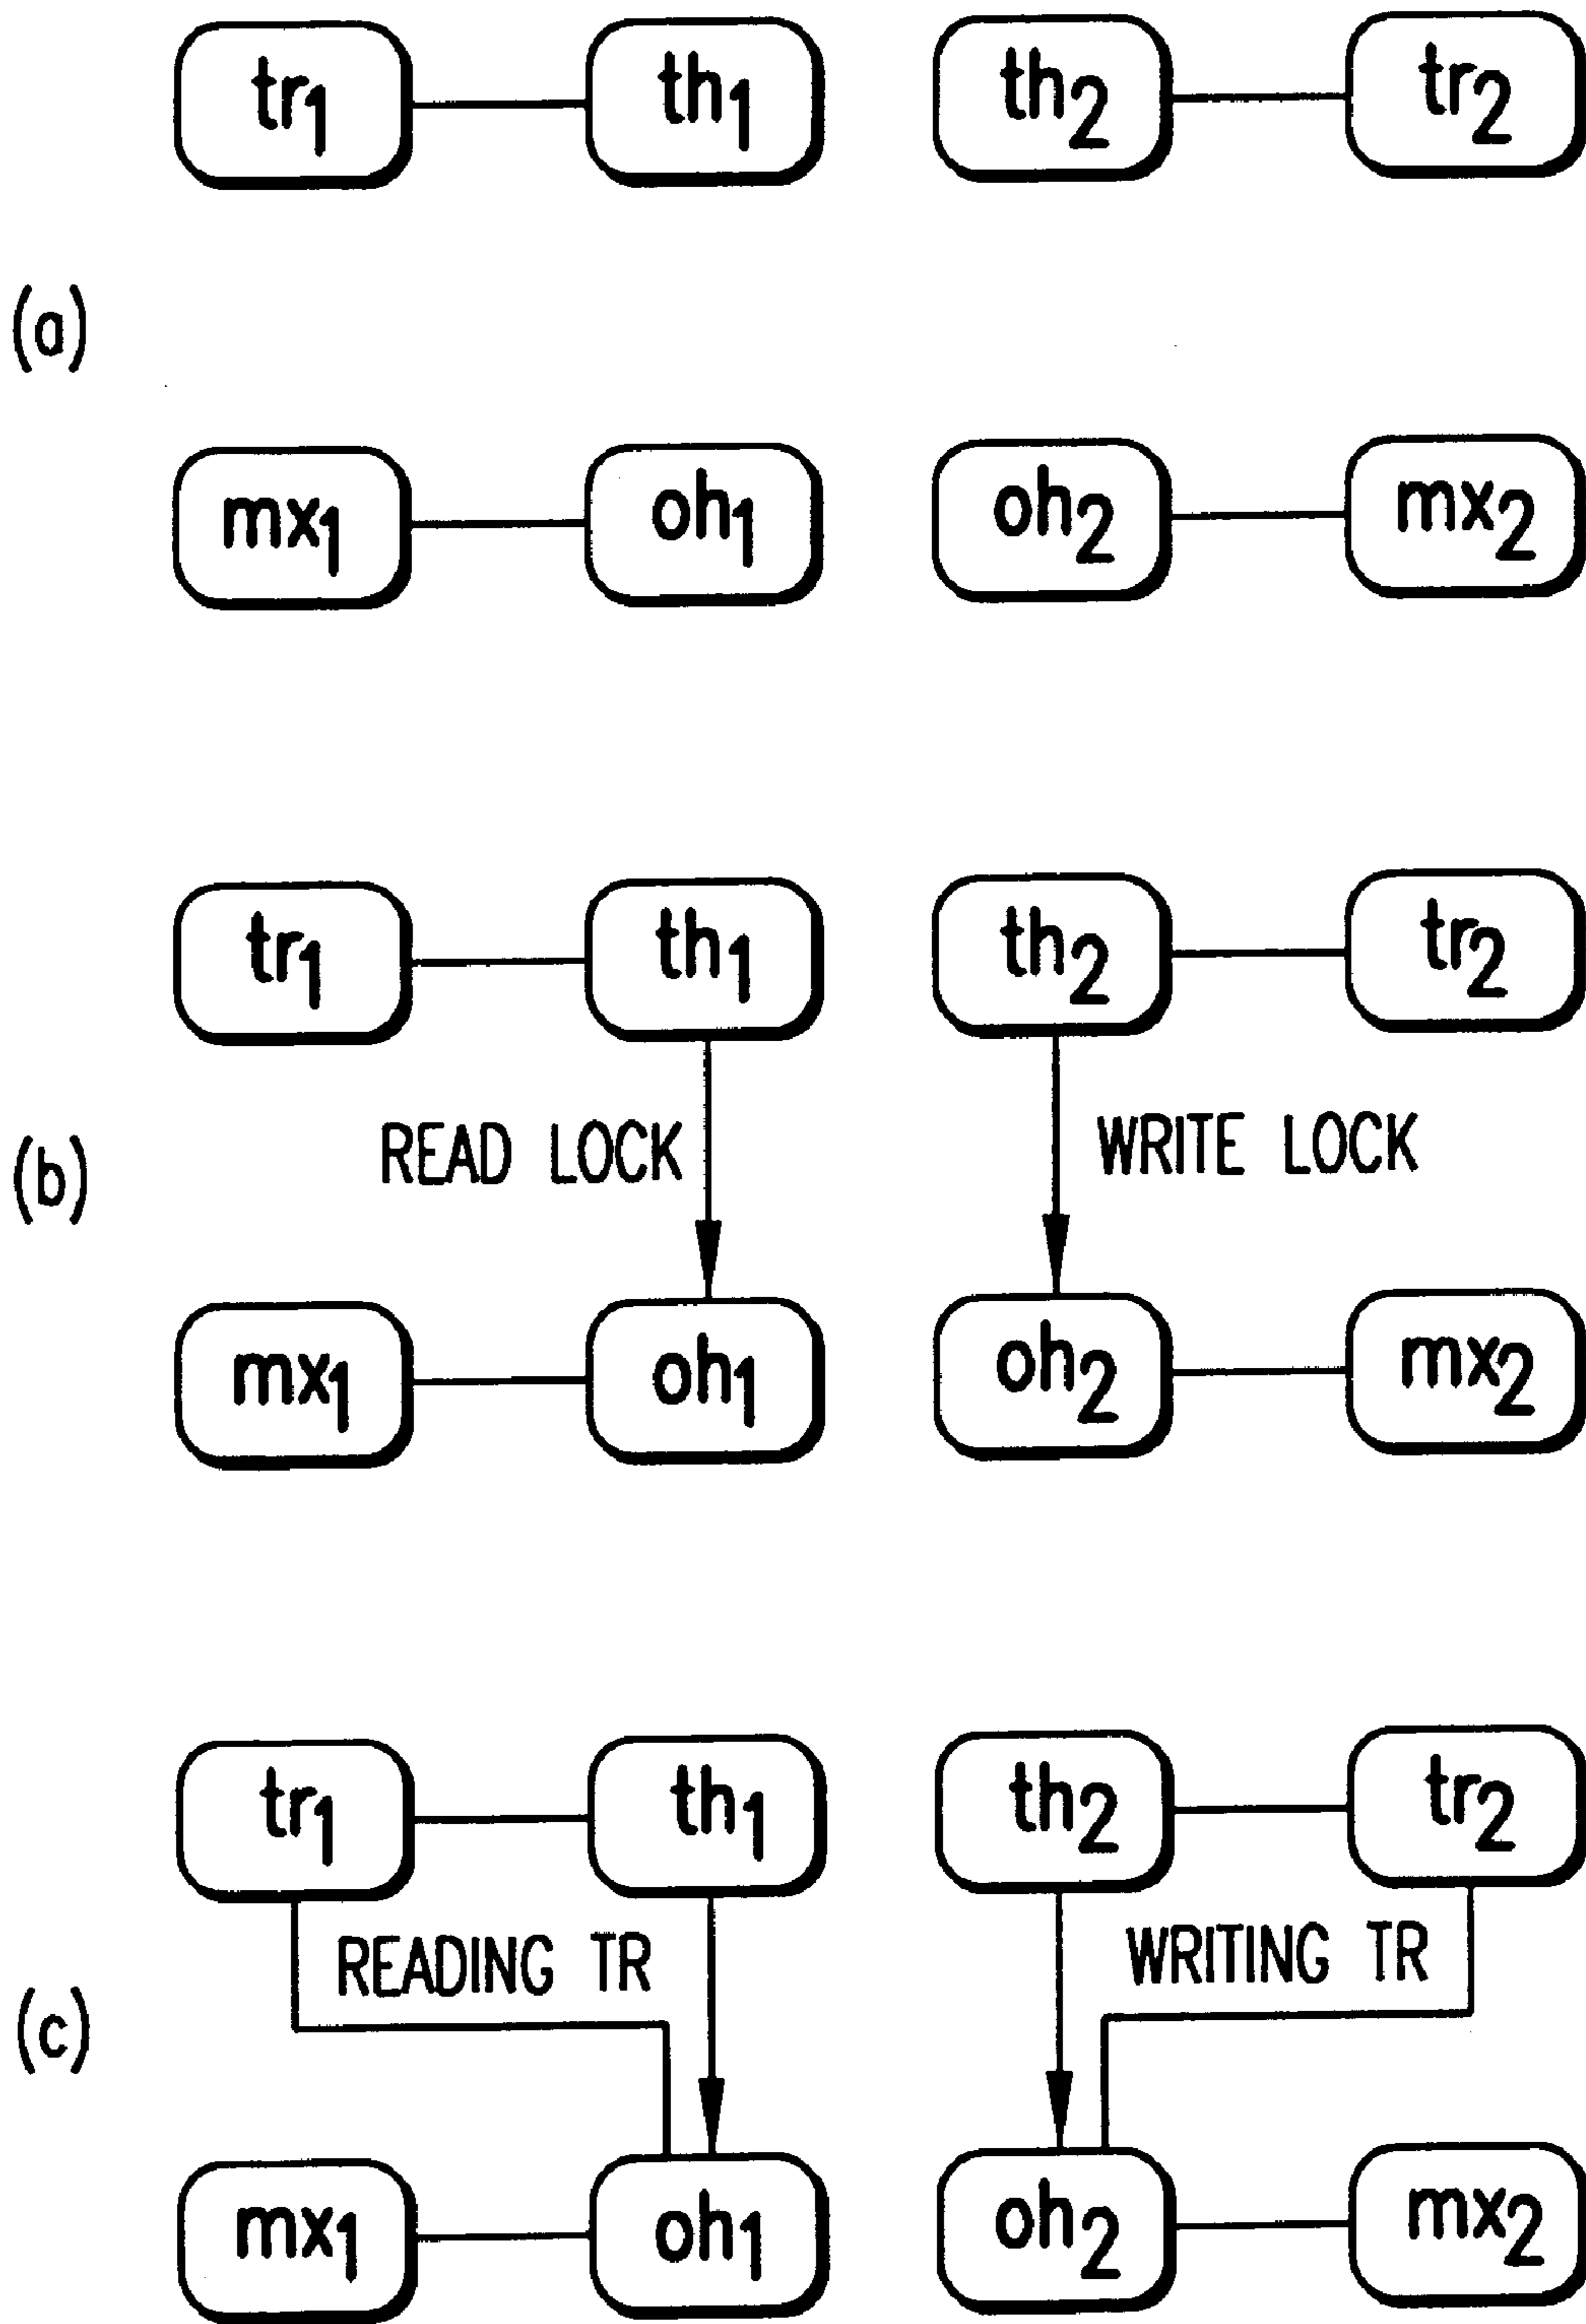 tr1 th1 th2 tr2
(a)
mx1 oh1 oh2 mx2
tr1 th1 th2 tr2
(b) READ LOCK WRITE LOCK
mx1 oh1 oh2 mx2
tr1 th1 th2 tr2
READING TR WRITING TR
(c)
mx1 oh1 oh2 mx2